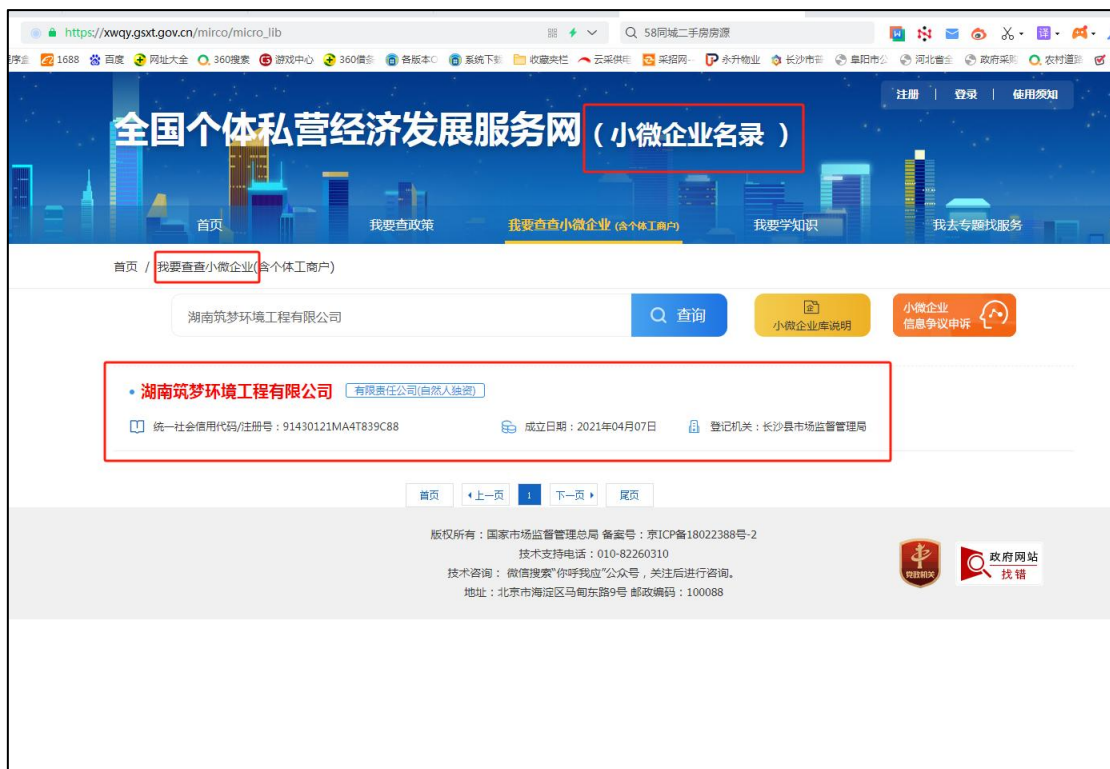 https://xwqy.gsxt.gov.cn/mirco/micro_lib 58同城二手房房源
1688 百度 网址大全 360搜索 游戏中心 系统下 收藏夹栏 云采供 采招网 永升物业 长沙市 阜阳市 河北省 政府采 农村道
注册 | 登录 | 使用须知
全国个体私营经济发展服务网（小微企业名录 ）
首页 我要查政策 我要查查小微企业 (含个体工商户) 我要学知识 我去专题找服务
首页 / 我要查查小微企业(含个体工商户)
湖南筑梦环境工程有限公司 查询 小微企业库说明 小微企业
信息争议申诉
湖南筑梦环境工程有限公司 有限责任公司(自然人独资)
统一社会信用代码/注册号：91430121MA4T839C88 成立日期：2021年04月07日 登记机关：长沙县市场监督管理局
首页 上一页 1 下一页 尾页
版权所有：国家市场监督管理总局 备案号：京ICP备18022388号-2
技术支持电话：010-82260310
技术咨询： 微信搜索"你呼我应"公众号，关注后进行咨询。
地址：北京市海淀区马甸东路9号 邮政编码：100088
党政机关
政府网站
找错